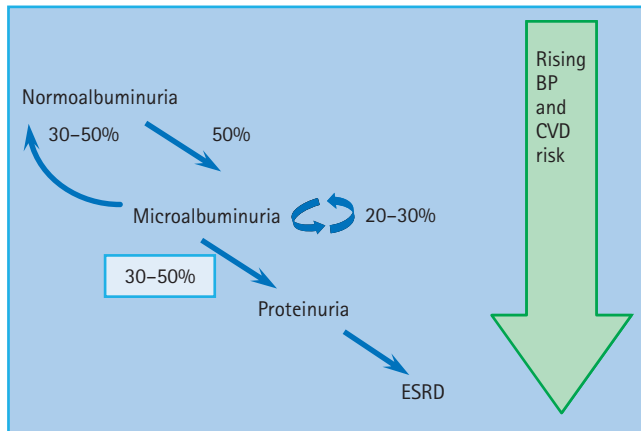 Rising
BP
and
CVD
risk
Normoalbuminuria
30–50%
50%
Microalbuminuria
20–30%
30–50%
Proteinuria
ESRD